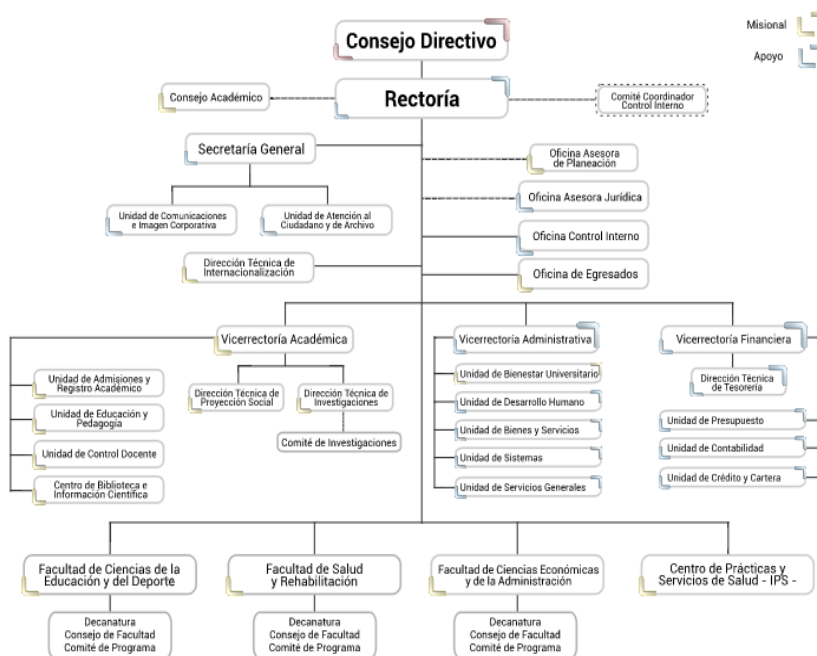 Consejo Directivo
Misional
Apoyo
Consejo Académico
Rectoría
Comité Coordinador
Control Interno
Secretaría General
Oficina Asesora
de Planeación
Oficina Asesora Jurídica
Unidad de Comunicaciones
e Imagen Corporativa
Unidad de Atención al
Ciudadano y de Archivo
Oficina Control Interno
Dirección Técnica de
Internacionalización
Oficina de Egresados
Vicerrectoría Académica
Vicerrectoría Administrativa
Vicerrectoría Financiera
Unidad de Admisiones y
Registro Académico
Unidad de Educación y
Pedagogía
Unidad de Control Docente
Centro de Biblioteca e
Información Científica
Dirección Técnica de
Proyección Social
Dirección Técnica de
Investigaciones
Comité de Investigaciones
Unidad de Bienestar Universitario
Unidad de Desarrollo Humano
Unidad de Bienes y Servicios
Unidad de Sistemas
Unidad de Servicios Generales
Dirección Técnica
de Tesorería
Unidad de Presupuesto
Unidad de Contabilidad
Unidad de Crédito y Cartera
Facultad de Ciencias de la
Educación y del Deporte
Facultad de Salud
y Rehabilitación
Facultad de Ciencias Económicas
y de la Administración
Centro de Prácticas y
Servicios de Salud - IPS -
Decanatura
Consejo de Facultad
Comité de Programa
Decanatura
Consejo de Facultad
Comité de Programa
Decanatura
Consejo de Facultad
Comité de Programa